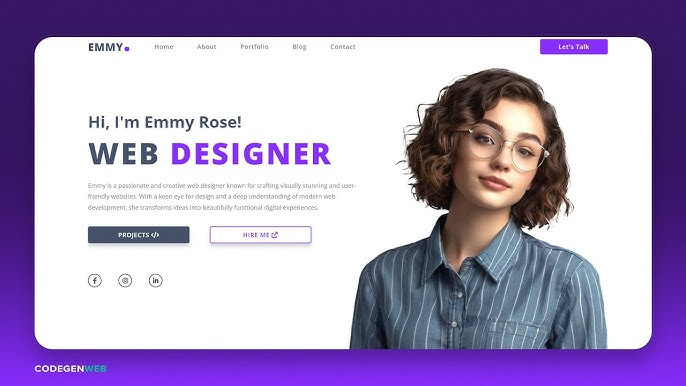 EMMY.
Home About Portfolio Blog Contact
Let's Talk
Hi, I'm Emmy Rose!
WEB DESIGNER
Emmy is a passionate and creative web designer known for crafting visually stunning and user-
friendly websites. With a keen eye for design and a deep understanding of modern web
development, she transforms ideas into beautifully functional digital experiences.
PROJECTS </>
HIRE ME
f
in
CODEGENWEB